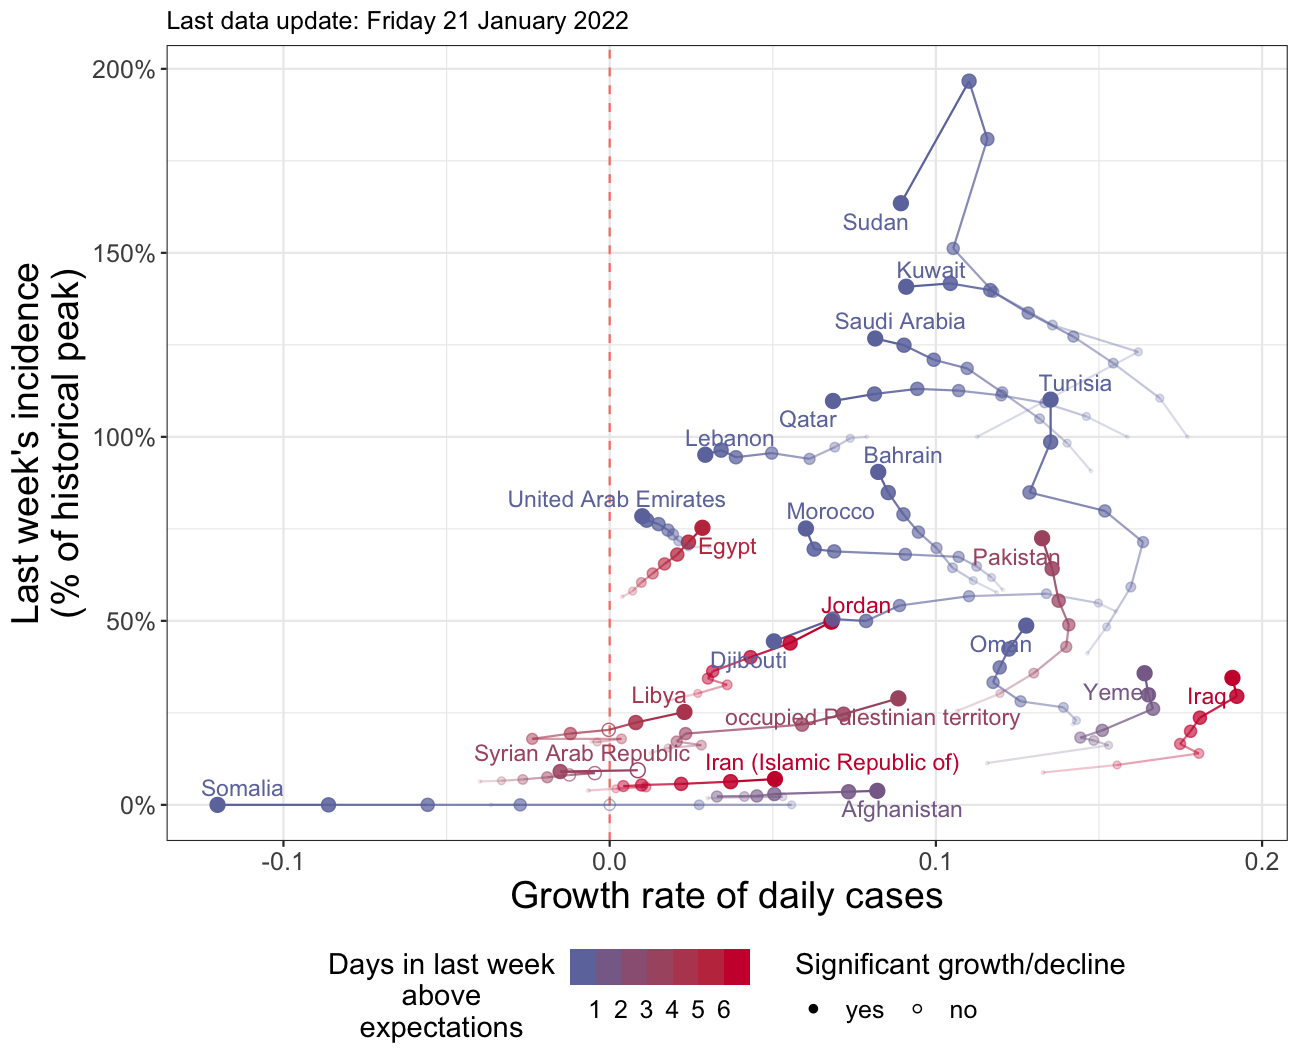 Last data update: Friday 21 January 2022
200%
150%
100%
50%
0%
Last week's incidence
(% of historical peak)
Sudan
Kuwait
Saudi Arabia
Tunisia
Qatar
Lebanon
Bahrain
United Arab Emirates
Morocco
Egypt
Pakistan
Jordan
Oman
Djibouti
Libya
Yeme
Iraq
occupied Palestinian territory
Syrian Arab Republic
Iran (Islamic Republic of)
Somalia
Afghanistan
-0.1
0.0
0.1
0.2
Growth rate of daily cases
Days in last week
above
expectations
1 2 3 4 5 6
Significant growth/decline
yes
no